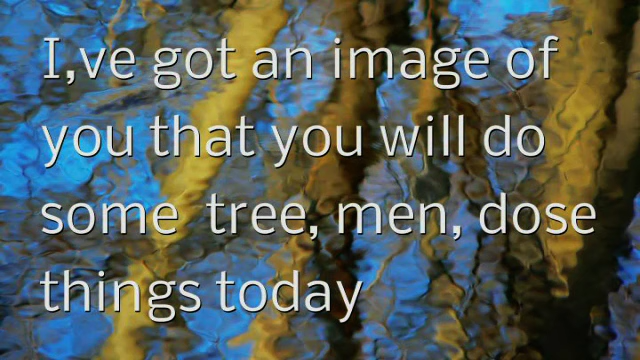 I,ve got an image of
you that you will do
some  tree, men, dose
things today